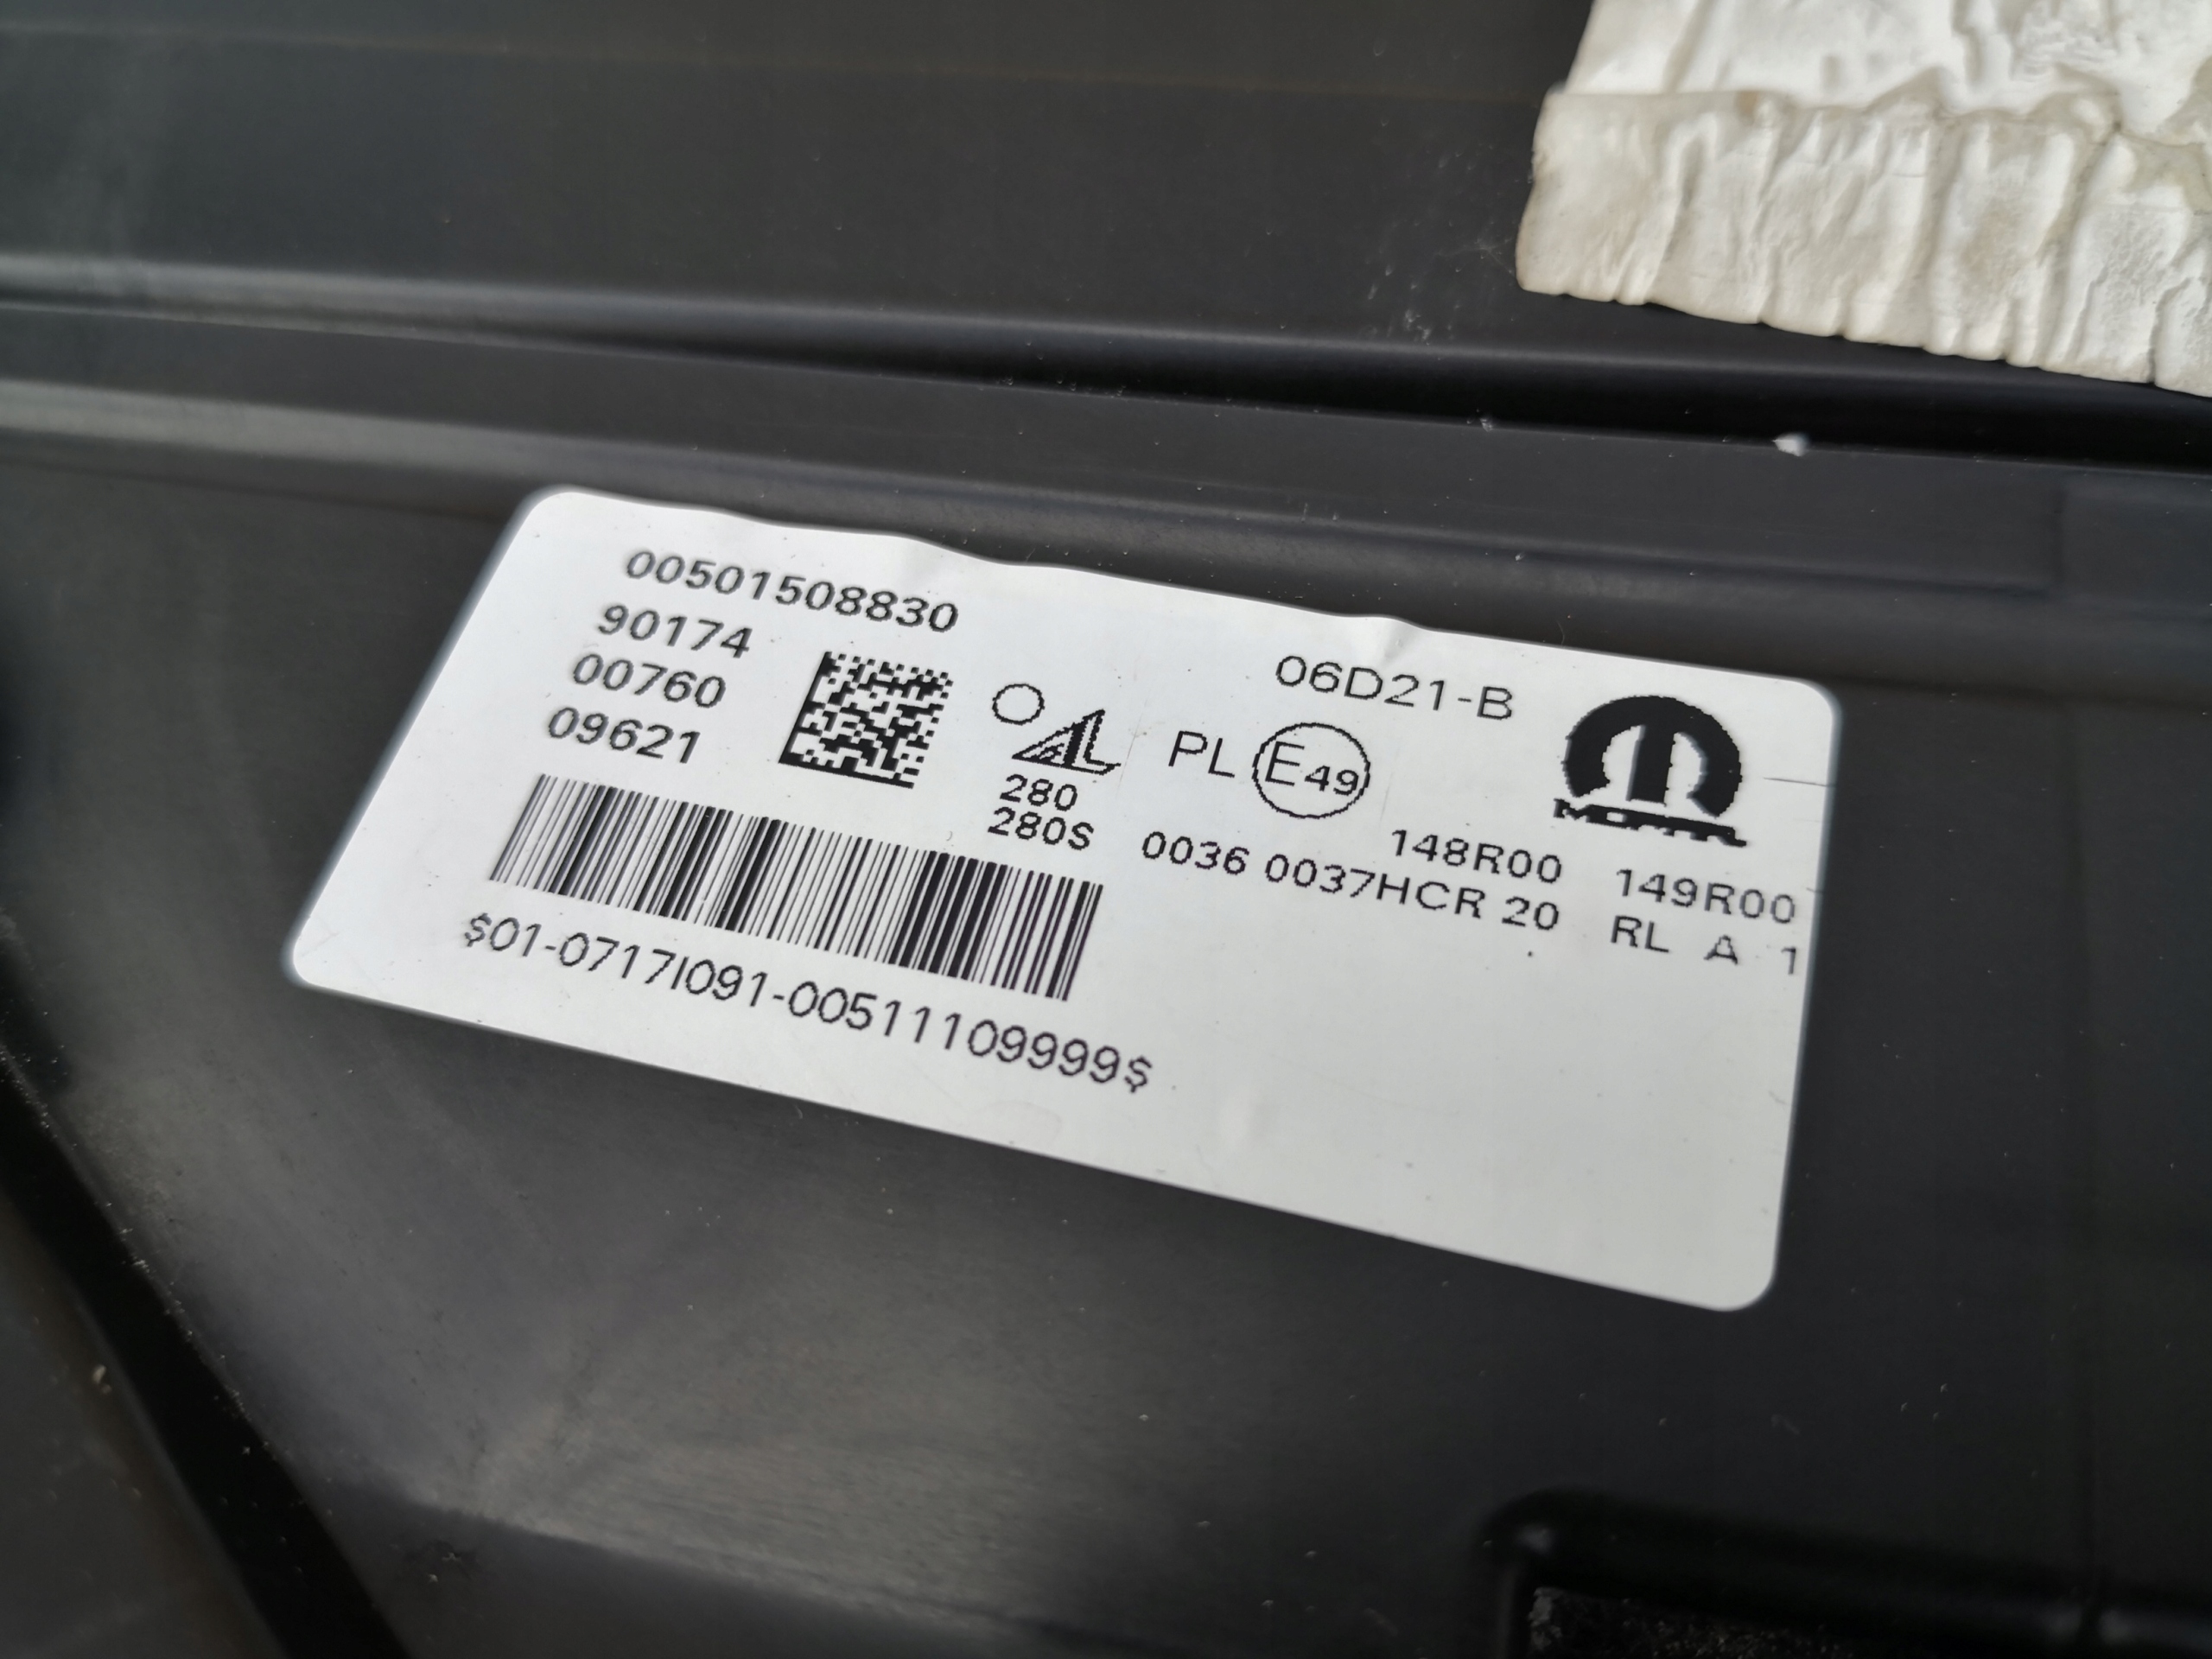 00501508830
90174
00760
09621
AL
280
280S
06D21-B
PL E49
MOPAR
148R00 149R00
0036 0037HCR 20 RL A 1
$01-0717I091-00511109999$